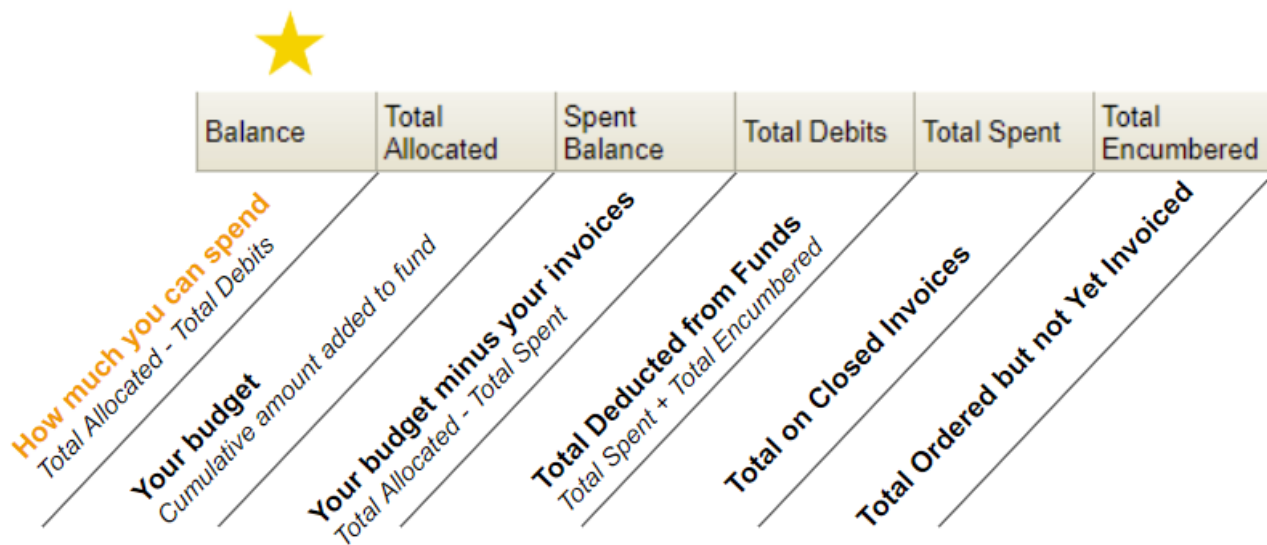 Balance
Total
Allocated
Spent
Balance
Total Debits
Total Spent
Total
Encumbered
How much you can spend
Total Allocated - Total Debits
Your budget
Cumulative amount added to fund
Your budget minus your invoices
Total Allocated - Total Spent
Total Deducted from Funds
Total Spent + Total Encumbered
Total on Closed Invoices
Total Ordered but not Yet Invoiced